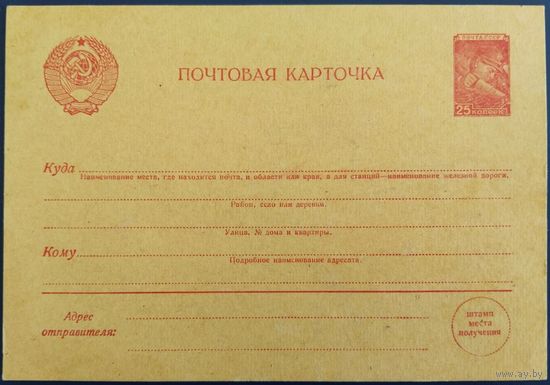 ПОЧТА СССР
ПОЧТОВАЯ КАРТОЧКА
25 КОПЕЕК
Куда
Наименование места, где находится почта, и области или края, а для станций—наименование железной дороги.
Район, село или деревня.
Улица, № дома и квартиры.
Кому
Подробное наименование адресата.
Адрес
отправителя:
штамп
места
получения
www.ay.by